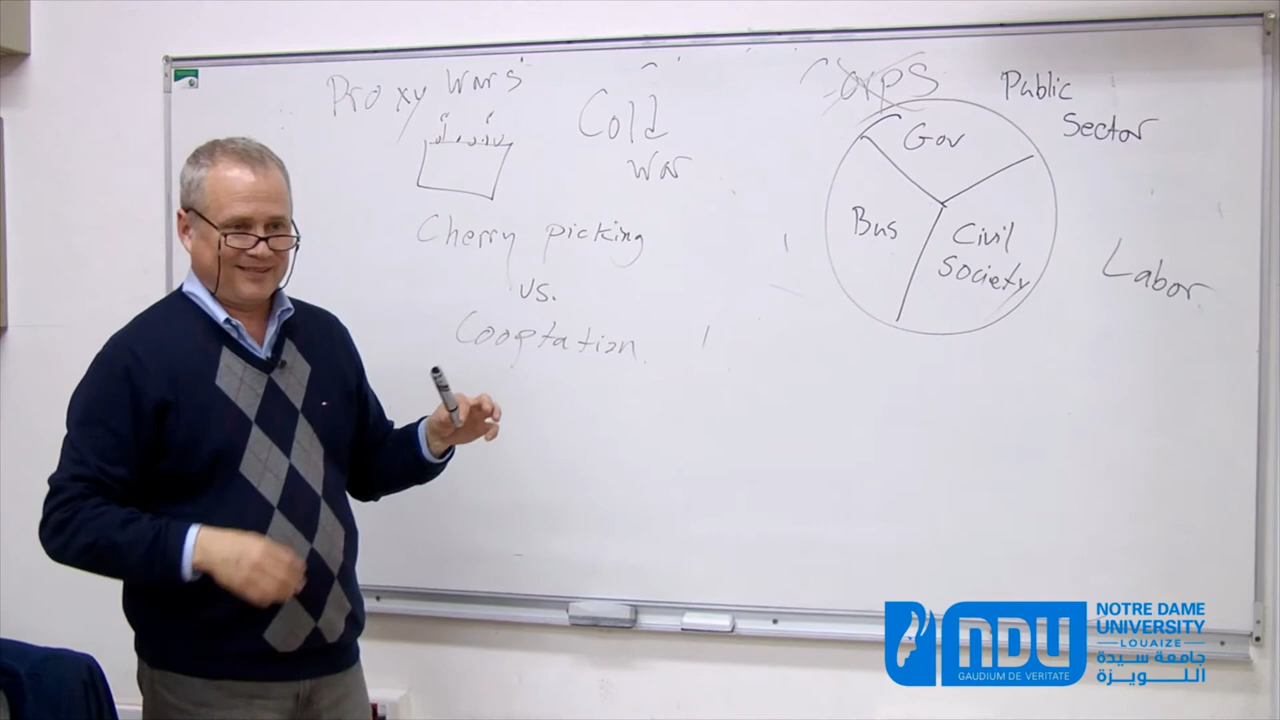 Proxy Wars
Cold
War
Cherry picking
vs.
Cooptation.
Corps
Gov
Bus
Civil
Society
Public
Sector
Labor
NDU
GAUDIUM DE VERITATE
NOTRE DAME
UNIVERSITY
LOUAIZE
جامعة سيدة
اللويزة